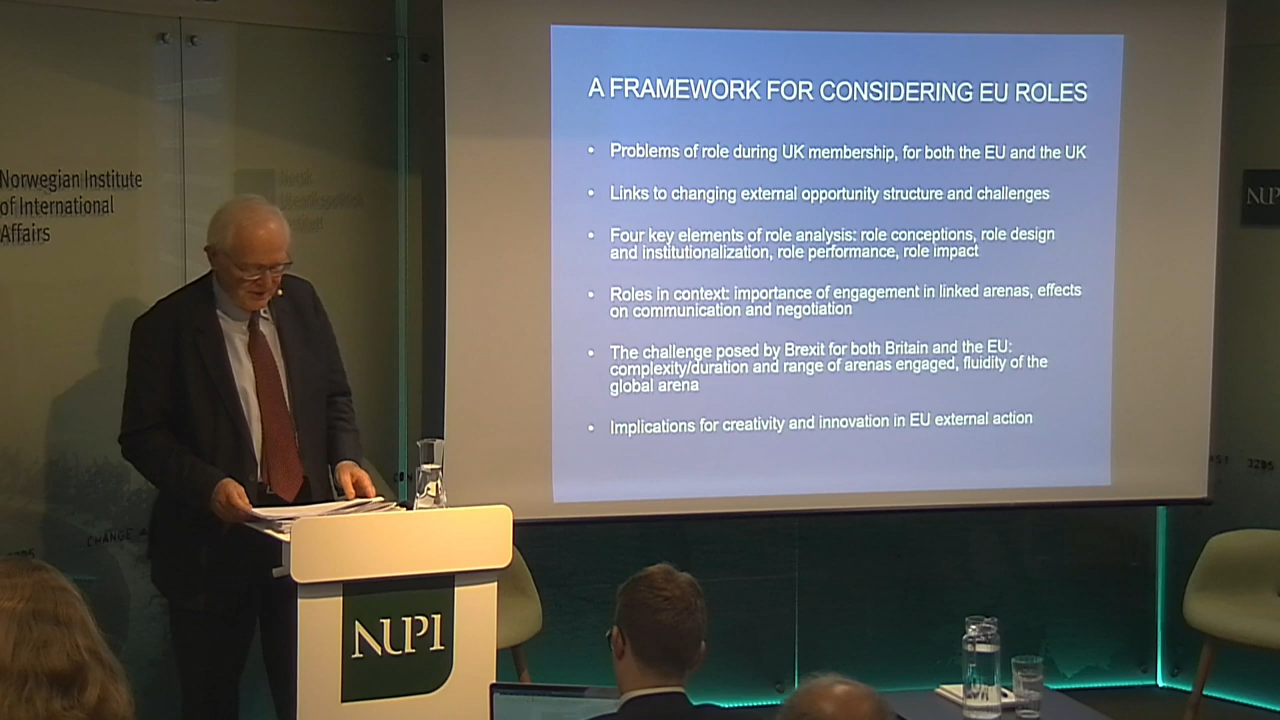 Norwegian Institute
of International
Affairs
A FRAMEWORK FOR CONSIDERING EU ROLES
• Problems of role during UK membership, for both the EU and the UK
• Links to changing external opportunity structure and challenges
• Four key elements of role analysis: role conceptions, role design
and institutionalization, role performance, role impact
• Roles in context: importance of engagement in linked arenas, effects
on communication and negotiation
• The challenge posed by Brexit for both Britain and the EU:
complexity/duration and range of arenas engaged, fluidity of the
global arena
• Implications for creativity and innovation in EU external action
CHANGE
3295
NUPI